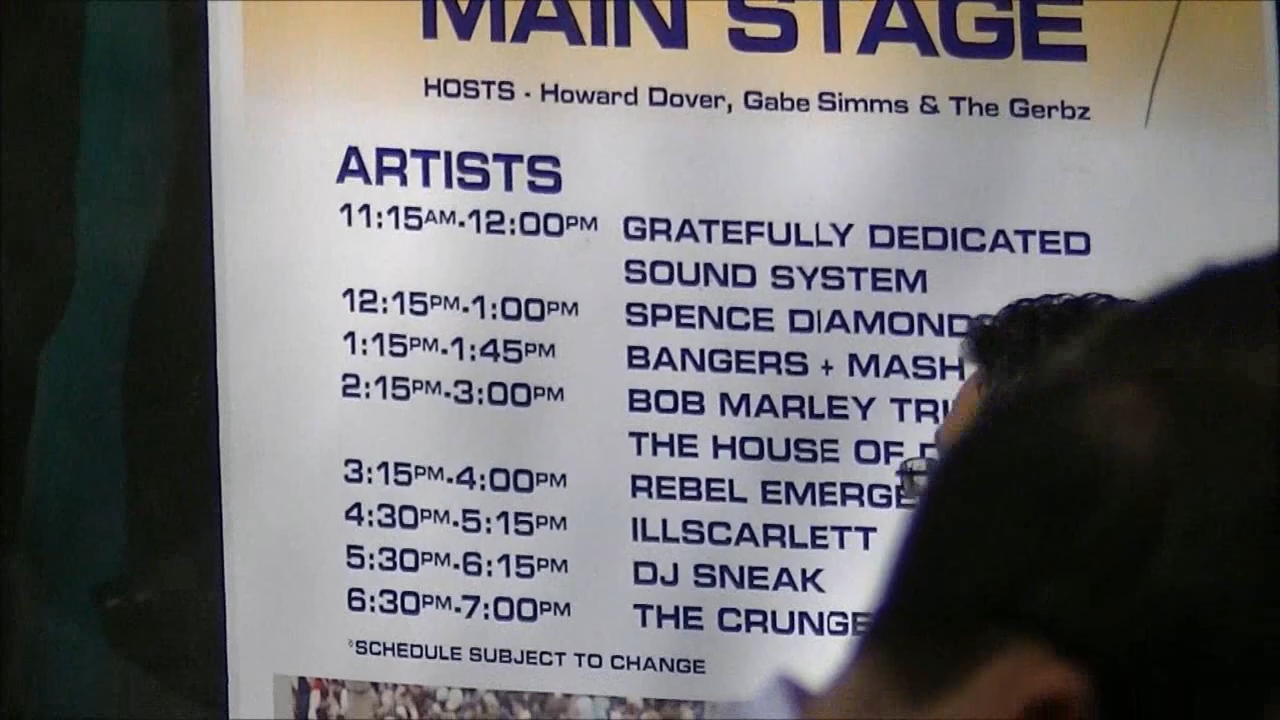 MAIN STAGE
HOSTS - Howard Dover, Gabe Simms & The Gerbz
ARTISTS
11:15AM-12:00PM GRATEFULLY DEDICATED
SOUND SYSTEM
12:15PM-1:00PM SPENCE DIAMONDS
1:15PM-1:45PM BANGERS + MASH
2:15PM-3:00PM BOB MARLEY
THE HOUSE OF
3:15PM-4:00PM REBEL
4:30PM-5:15PM ILLSCARLETT
5:30PM-6:15PM DJ SNEAK
6:30PM-7:00PM THE CRUNGE
*SCHEDULE SUBJECT TO CHANGE